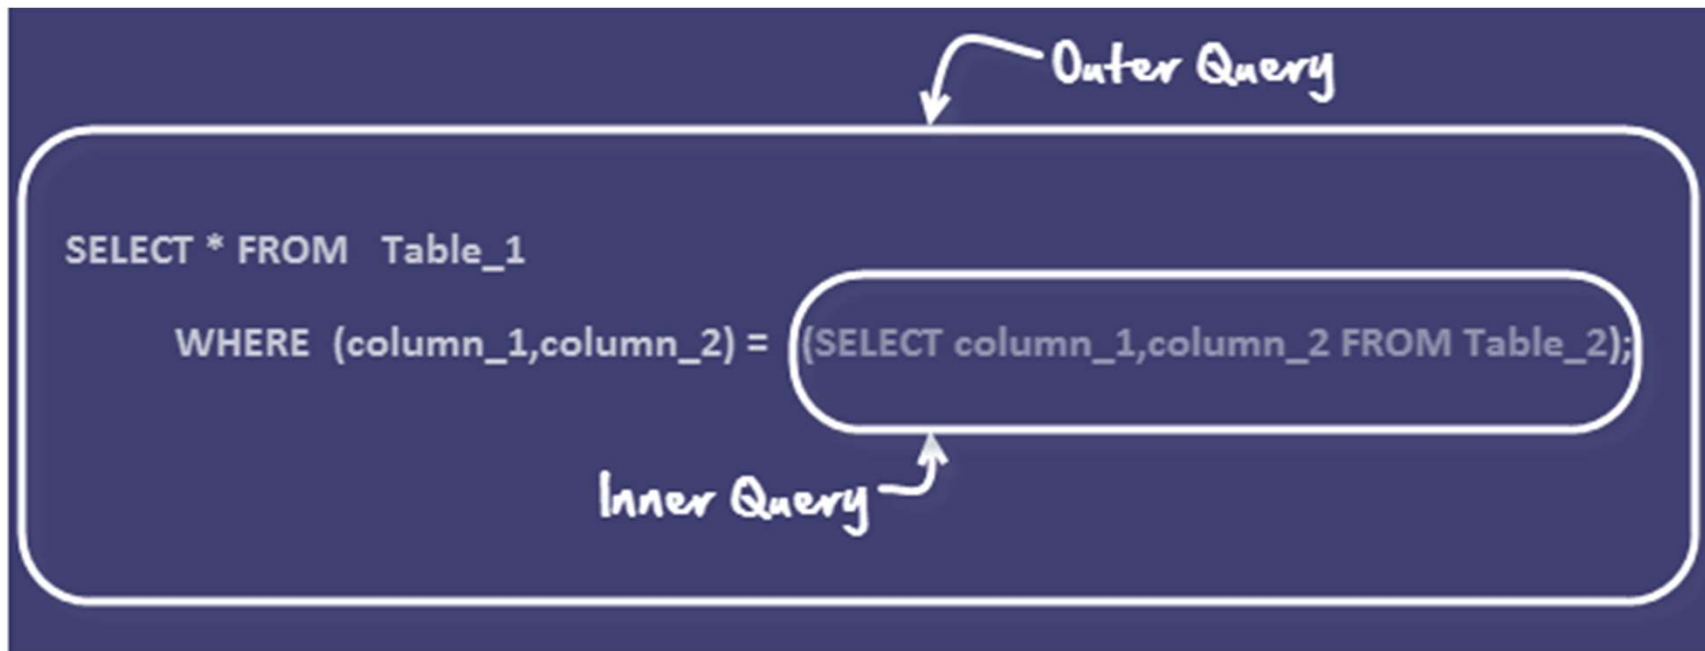 Outer Query
SELECT * FROM Table_1
WHERE (column_1,column_2) = (SELECT column_1,column_2 FROM Table_2);
Inner Query